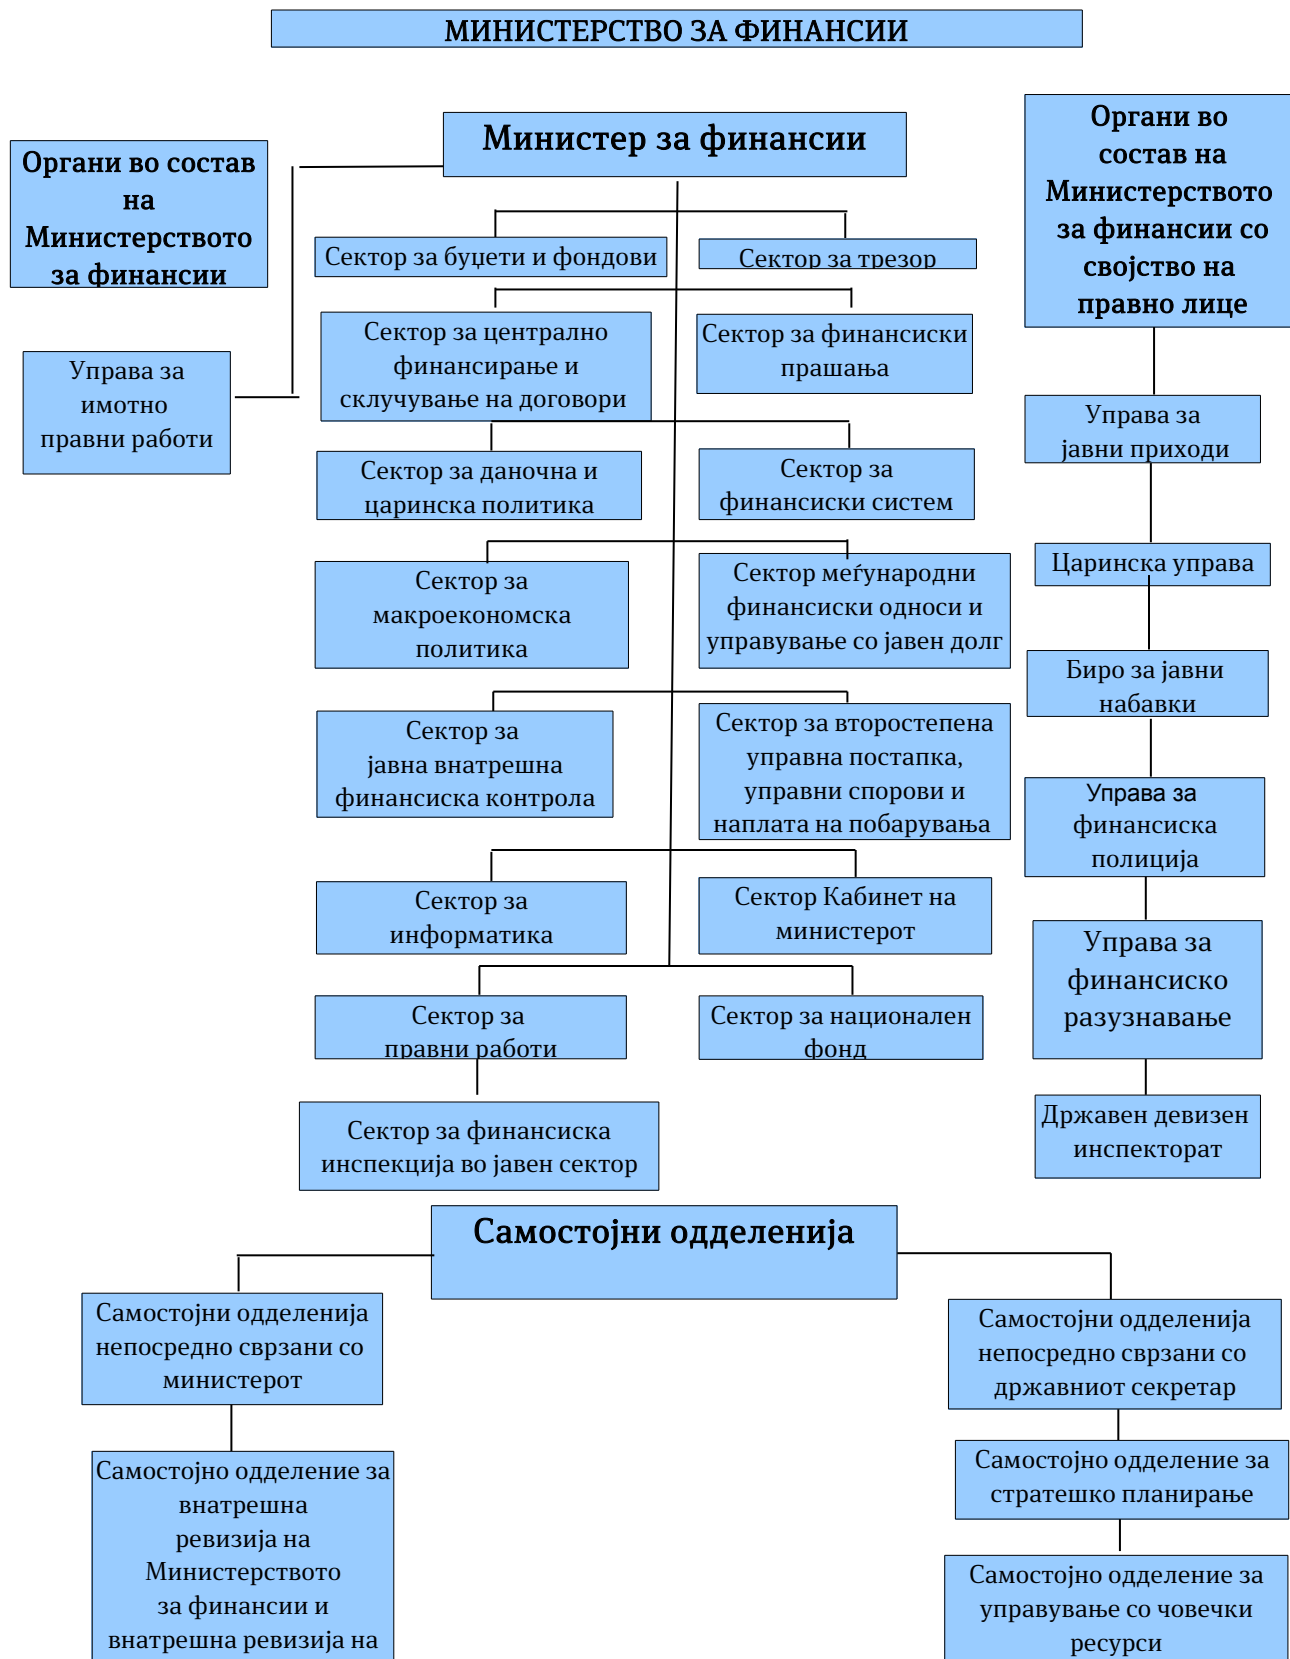 МИНИСТЕРСТВО ЗА ФИНАНСИИ
Министер за финансии
Органи во состав
на
Министерството
за финансии
Управа за
имотно
правни работи
Сектор за буџети и фондови
Сектор за трезор
Сектор за централно
финансирање и
склучување на договори
Сектор за финансиски
прашања
Сектор за даночна и
царинска политика
Сектор за
финансиски систем
Сектор за
макроекономска
политика
Сектор меѓународни
финансиски односи и
управување со јавен долг
Сектор за
јавна внатрешна
финансиска контрола
Сектор за второстепена
управна постапка,
управни спорови и
наплата на побарувања
Сектор за
информатика
Сектор Кабинет на
министерот
Сектор за
правни работи
Сектор за национален
фонд
Сектор за финансиска
инспекција во јавен сектор
Органи во
состав на
Министерството
за финансии со
својство на
правно лице
Управа за
јавни приходи
Царинска управа
Биро за јавни
набавки
Управа за
финансиска
полиција
Управа за
финансиско
разузнавање
Државен девизен
инспекторат
Самостојни одделенија
Самостојни одделенија
непосредно сврзани со
министерот
Самостојно одделение за
внатрешна
ревизија на
Министерството
за финансии и
внатрешна ревизија на
Самостојни одделенија
непосредно сврзани со
државниот секретар
Самостојно одделение за
стратешко планирање
Самостојно одделение за
управување со човечки
ресурси